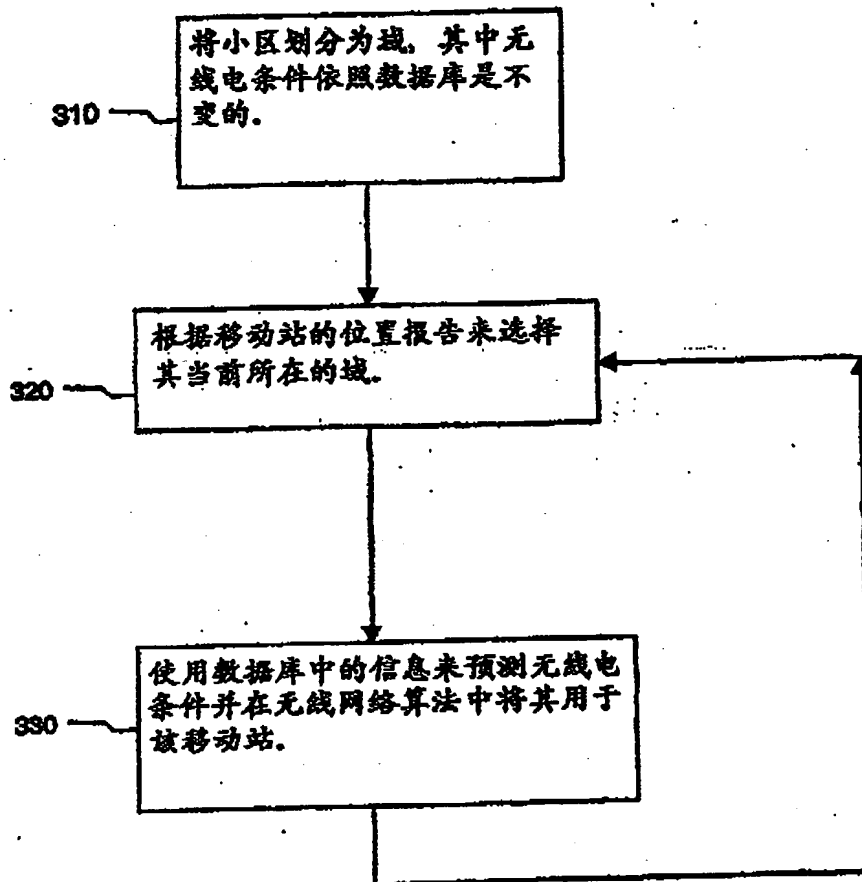 将小区划分为域，其中无
线电条件依照数据库是不
变的。
310
根据移动站的位置报告来选择
其当前所在的域.
320
使用数据库中的信息来预测无线电
条件并在无线网络算法中将其用于
该移动站。
330